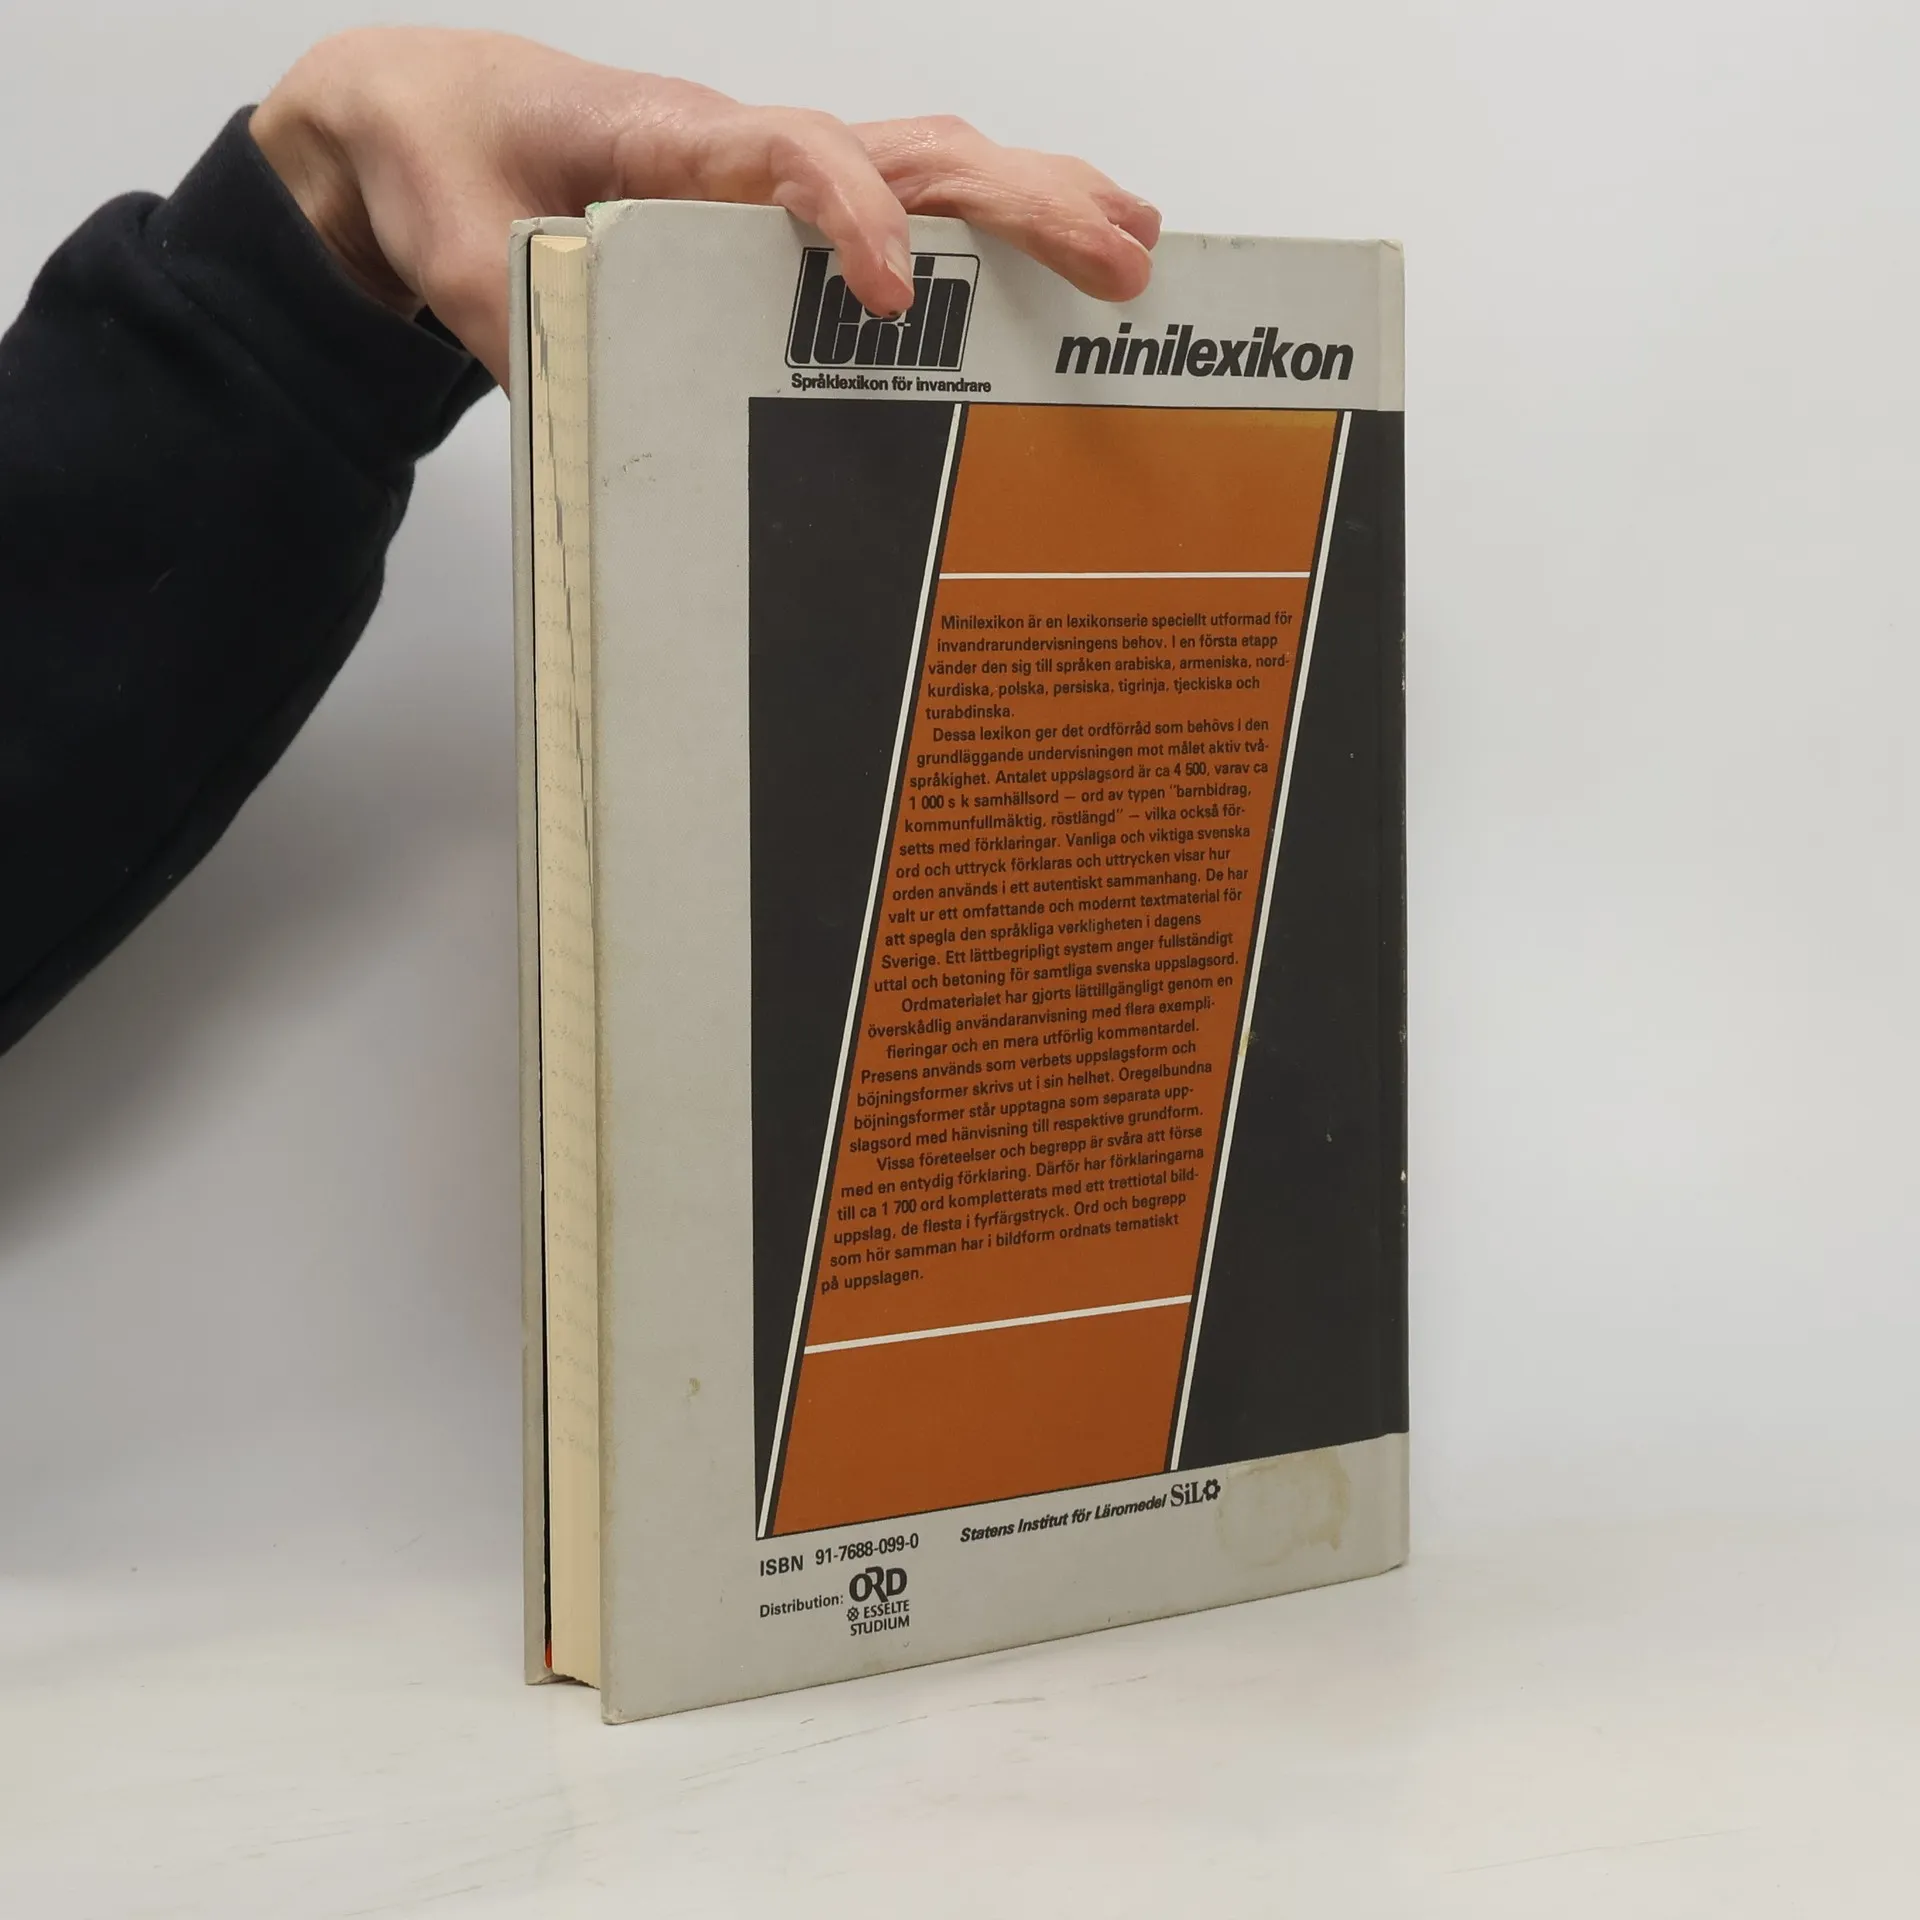 lexin
Språklexikon för invandrare
minilexikon
Minilexikon är en lexikonserie speciellt utformad för
invandrarundervisningens behov. I en första etapp
vänder den sig till språken arabiska, armeniska, nord-
kurdiska, polska, persiska, tigrinja, tjeckiska och
turabdinska.
Dessa lexikon ger det ordförråd som behövs i den
grundläggande undervisningen mot målet aktiv två-
språkighet. Antalet uppslagsord är ca 4 500, varav ca
1 000 s k samhällsord – ord av typen "barnbidrag,
kommunfullmäktig, röstlängd" – vilka också för-
setts med förklaringar. Vanliga och viktiga svenska
ord och uttryck förklaras och uttrycken visar hur
orden används i ett autentiskt sammanhang. De har
valt ur ett omfattande och modernt textmaterial för
att spegla den språkliga verkligheten i dagens
Sverige. Ett lättbegripligt system anger fullständigt
uttal och betoning för samtliga svenska uppslagsord.
Ordmaterialet har gjorts lättillgängligt genom en
överskådlig användaranvisning med flera exempli-
fieringar och en mera utförlig kommentardel.
Presens används som verbets uppslagsform och
böjningsformer skrivs ut i sin helhet. Oregelbundna
böjningsformer står upptagna som separata upp-
slagsord med hänvisning till respektive grundform.
Vissa företeelser och begrepp är svåra att förse
med en entydig förklaring. Därför har förklaringarna
till ca 1 700 ord kompletterats med ett trettiotal bild-
uppslag, de flesta i fyrfärgstryck. Ord och begrepp
som hör samman har i bildform ordnats tematiskt
på uppslagen.
Statens Institut för Läromedel SiL
ISBN 91-7688-099-0
Distribution: ORD
ESSELTE
STUDIUM